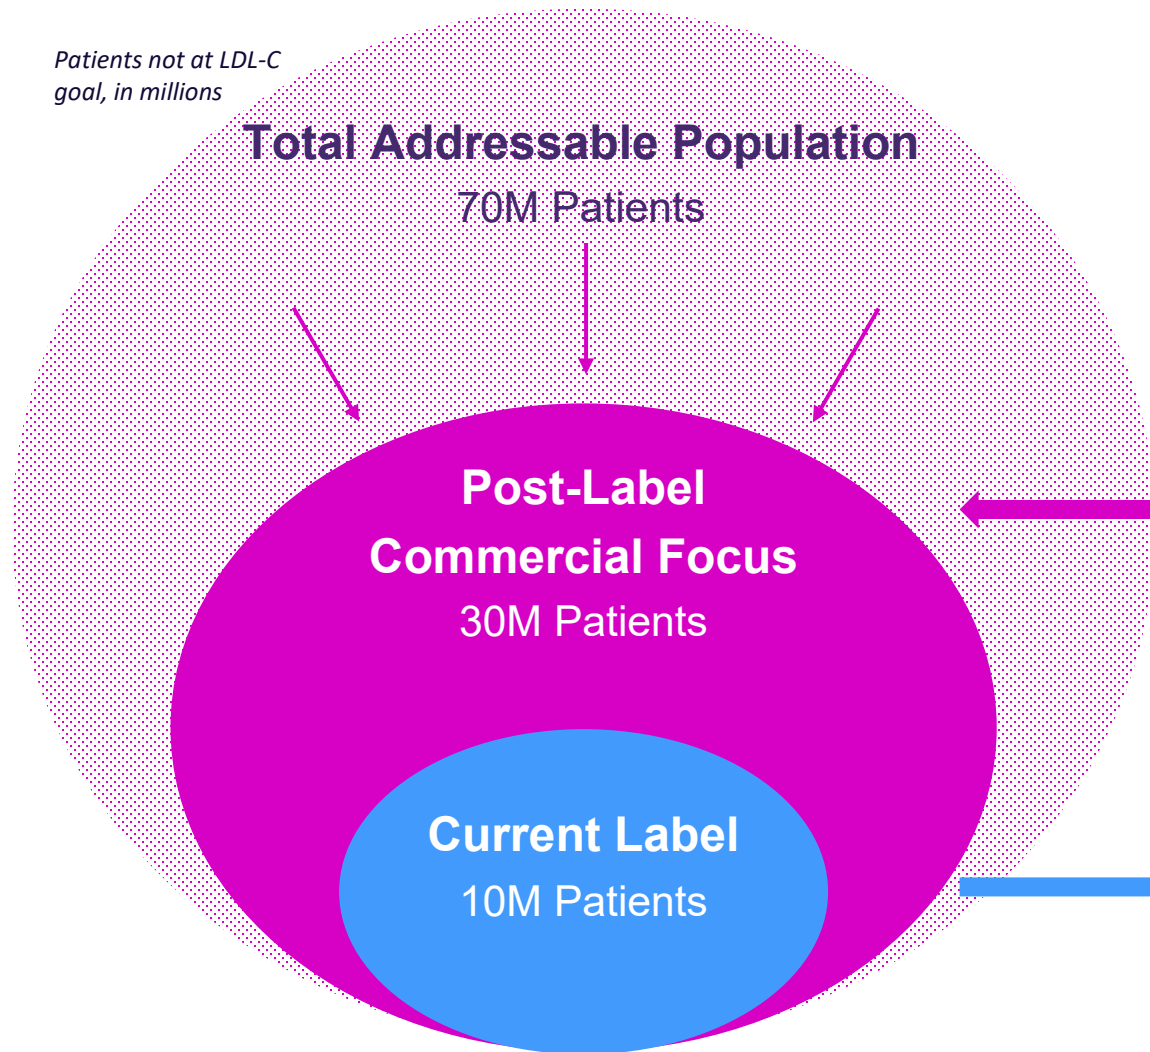 Patients not at LDL-C
goal, in millions
Total Addressable Population
70M Patients
Post-Label
Commercial Focus
30M Patients
Current Label
10M Patients